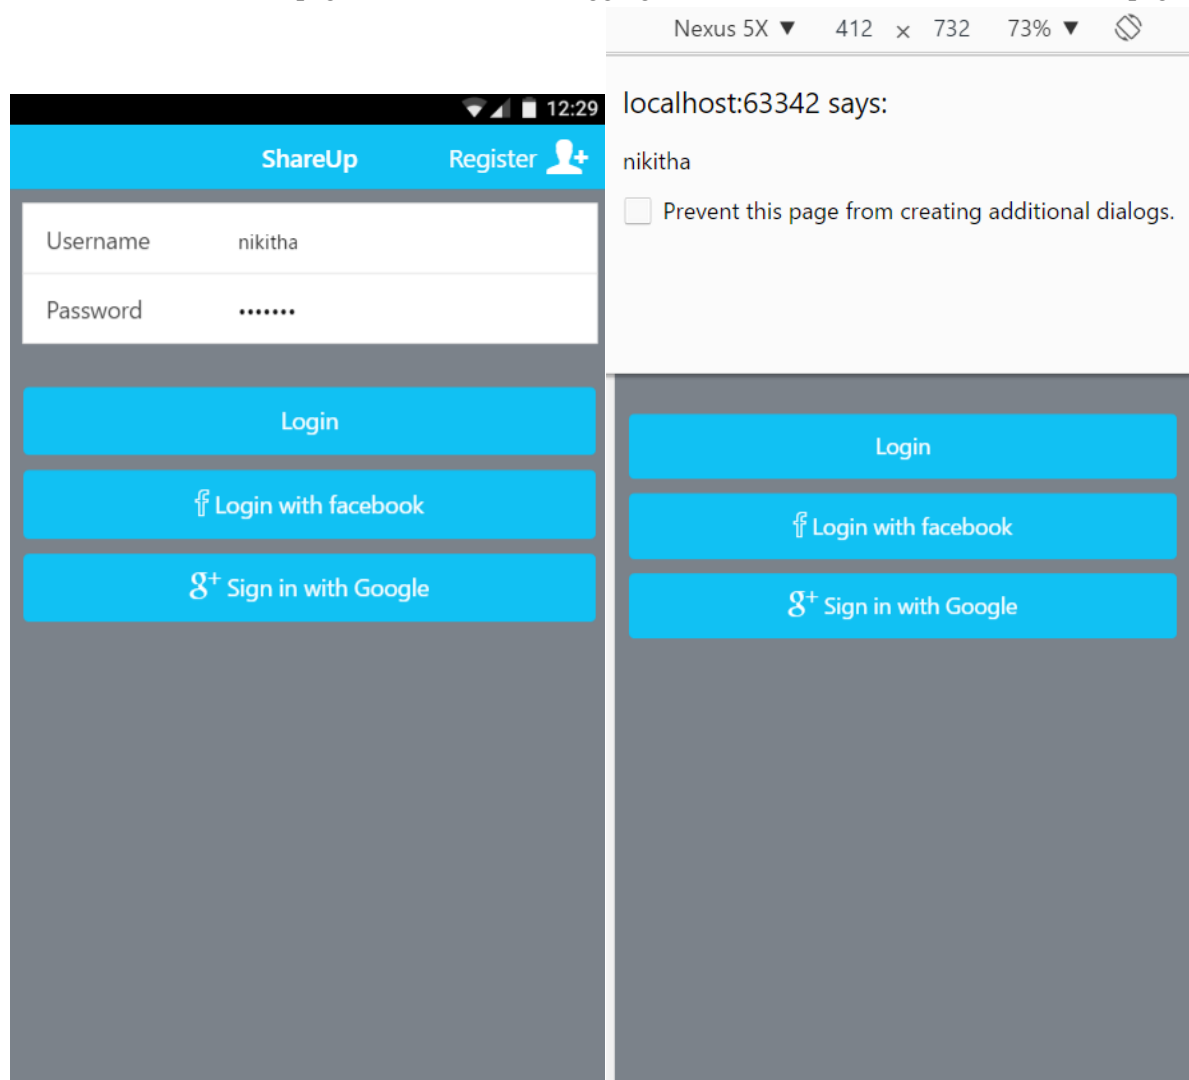 12:29
ShareUp Register
Username nikitha
Password •••••••
Login
Login with facebook
g+ Sign in with Google
Nexus 5X ▼ 412 × 732 73% ▼
localhost:63342 says:
nikitha
Prevent this page from creating additional dialogs.
Login
f Login with facebook
g+ Sign in with Google